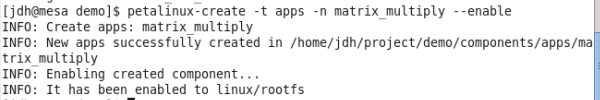 [jdh@mesa demo]$ petalinux-create -t apps -n matrix_multiply --enable
INFO: Create apps: matrix_multiply
INFO: New apps successfully created in /home/jdh/project/demo/components/apps/ma
trix_multiply
INFO: Enabling created component...
INFO: It has been enabled to linux/rootfs